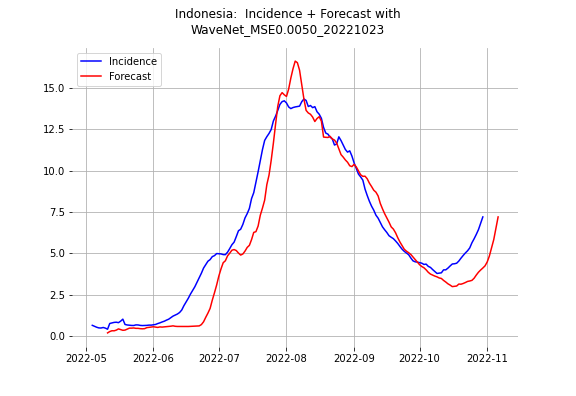 Indonesia:  Incidence + Forecast with
WaveNet_MSE0.0050_20221023
Incidence
Forecast
15.0
12.5
10.0
7.5
5.0
2.5
0.0
2022-05 2022-06 2022-07 2022-08 2022-09 2022-10 2022-11